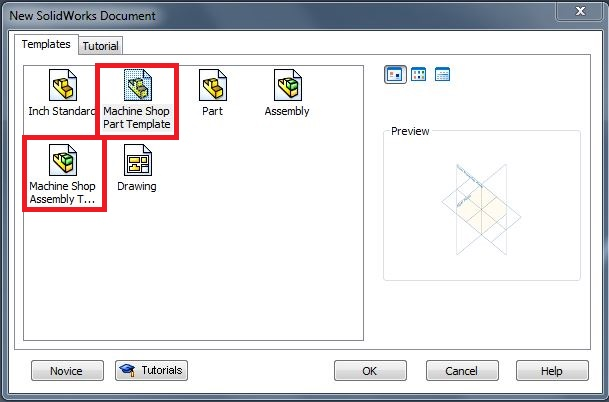 New SolidWorks Document
Templates Tutorial
Inch Standard Machine Shop Part Assembly
Part Template
Machine Shop Drawing
Assembly T...
Preview
Novice Tutorials OK Cancel Help